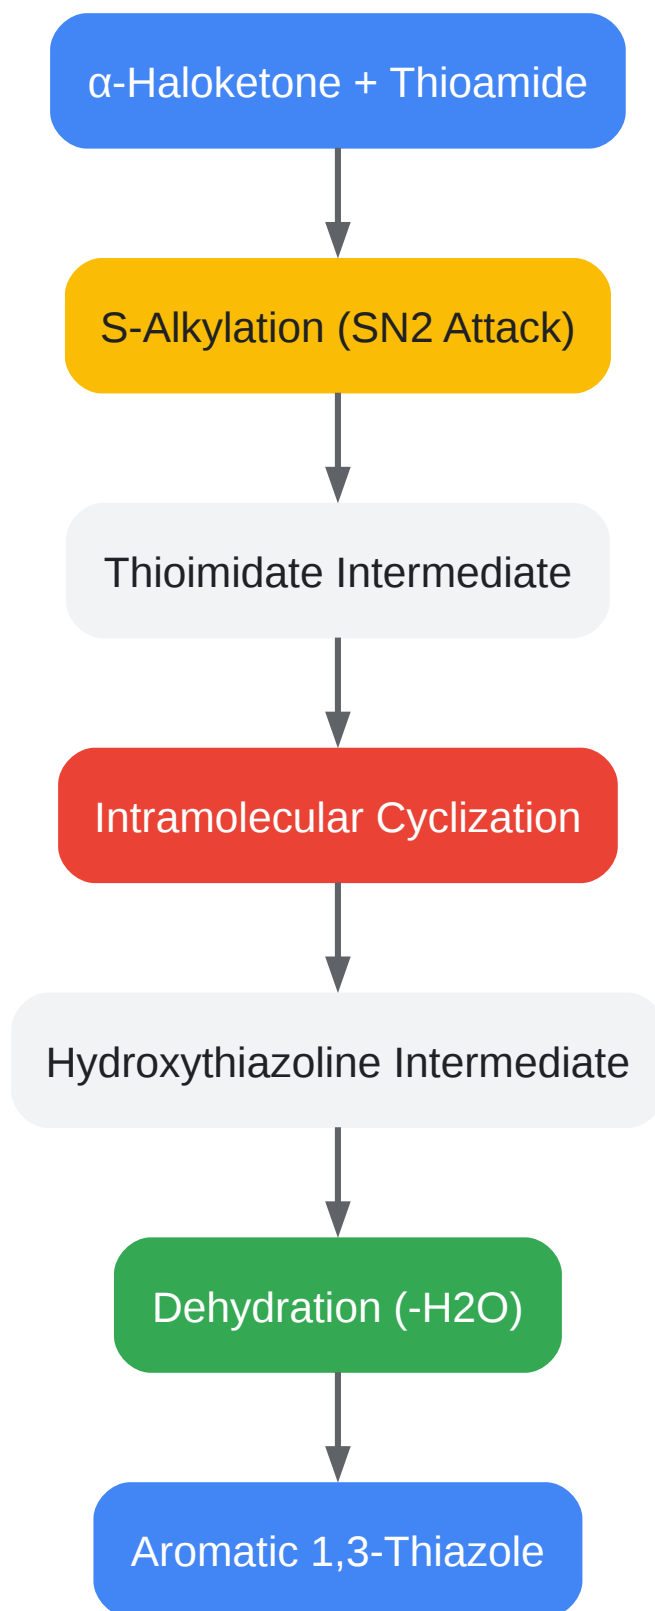 α-Haloketone + Thioamide
S-Alkylation (SN2 Attack)
Thioimidate Intermediate
Intramolecular Cyclization
Hydroxythiazoline Intermediate
Dehydration (-H2O)
Aromatic 1,3-Thiazole